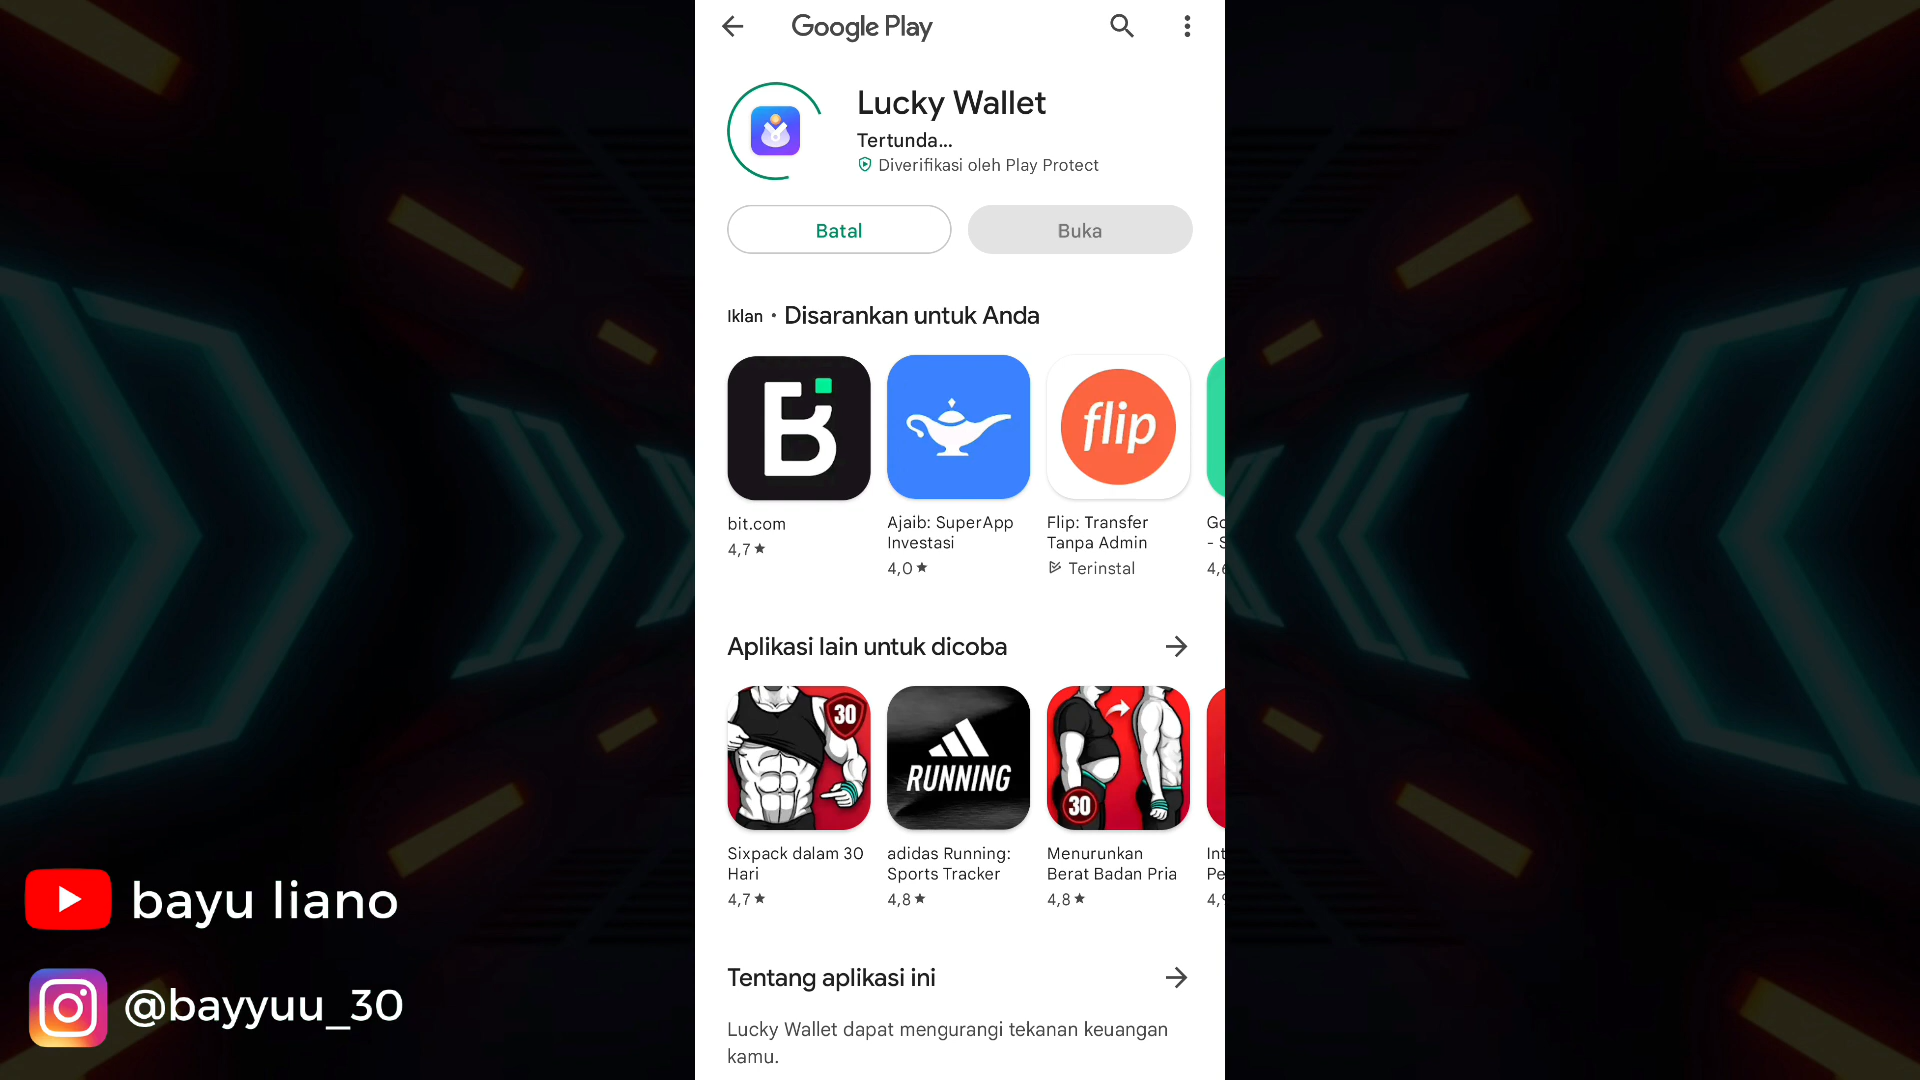 Google Play
Lucky Wallet
Tertunda...
Diverifikasi oleh Play Protect
Batal
Buka
Iklan • Disarankan untuk Anda
B
flip
bit.com
4,7
Ajaib: SuperApp
Investasi
4,0
Flip: Transfer
Tanpa Admin
Terinstal
Go
- S
Aplikasi lain untuk dicoba
30
RUNNING
30
Sixpack dalam 30
Hari
4,7
adidas Running:
Sports Tracker
4,8
Menurunkan
Berat Badan Pria
4,8
Int
Pe
Tentang aplikasi ini
Lucky Wallet dapat mengurangi tekanan keuangan
kamu.
bayu liano
@bayyuu_30